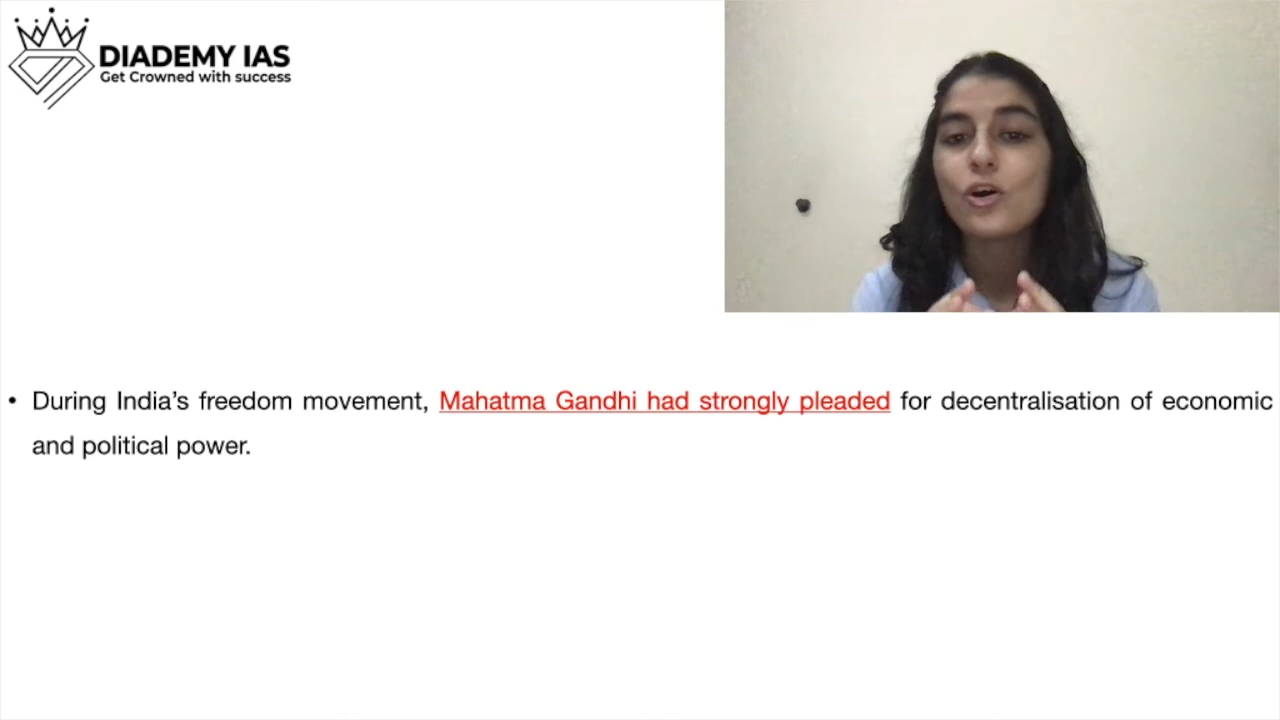 DIADEMY IAS
Get Crowned with success
• During India’s freedom movement, Mahatma Gandhi had strongly pleaded for decentralisation of economic
and political power.